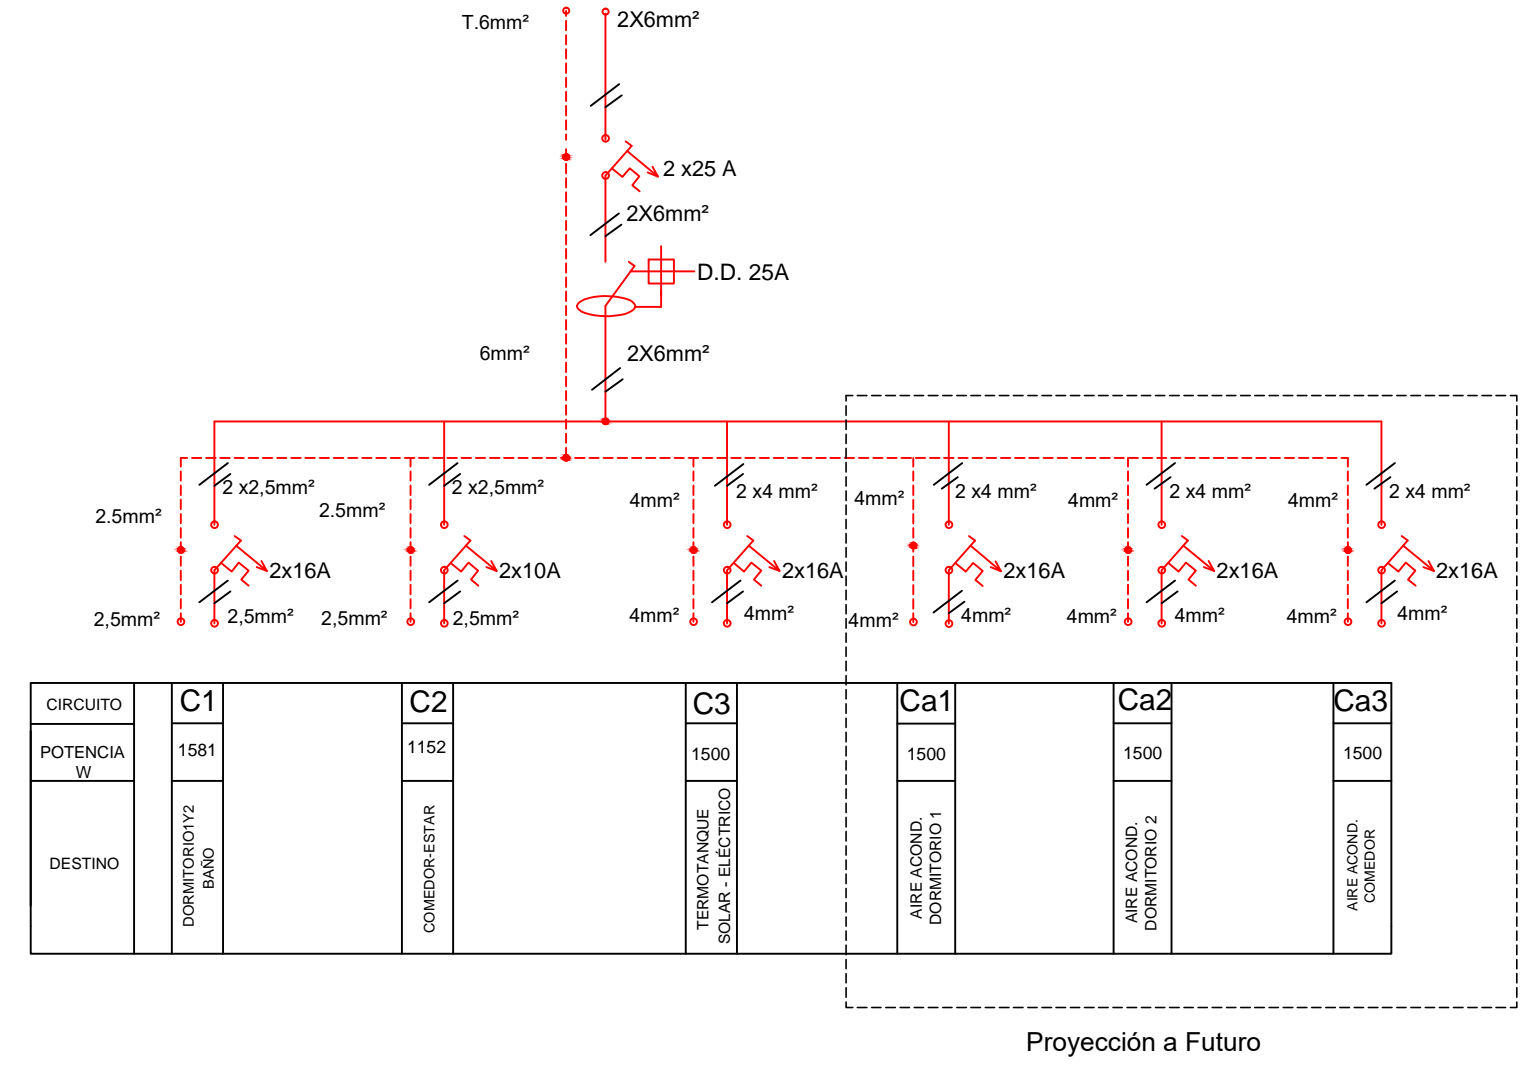 T.6mm²
2X6mm²
2 x25 A
2X6mm²
D.D. 25A
6mm²
2X6mm²
2 x2,5mm²
2 x2,5mm²
2 x4 mm²
2 x4 mm²
2 x4 mm²
2 x4 mm²
2.5mm²
2.5mm²
4mm²
4mm²
4mm²
4mm²
2x16A
2x10A
2x16A
2x16A
2x16A
2x16A
2,5mm²
2,5mm²
2,5mm²
2,5mm²
4mm²
4mm²
4mm²
4mm²
4mm²
4mm²
4mm²
4mm²
CIRCUITO
C1
C2
C3
Ca1
Ca2
Ca3
POTENCIA
W
1581
1152
1500
1500
1500
1500
DESTINO
DORMITORIO1Y2
BAÑO
COMEDOR-ESTAR
TERMOTANQUE
SOLAR - ELÉCTRICO
AIRE ACOND.
DORMITORIO 1
AIRE ACOND.
DORMITORIO 2
AIRE ACOND.
COMEDOR
Proyección a Futuro